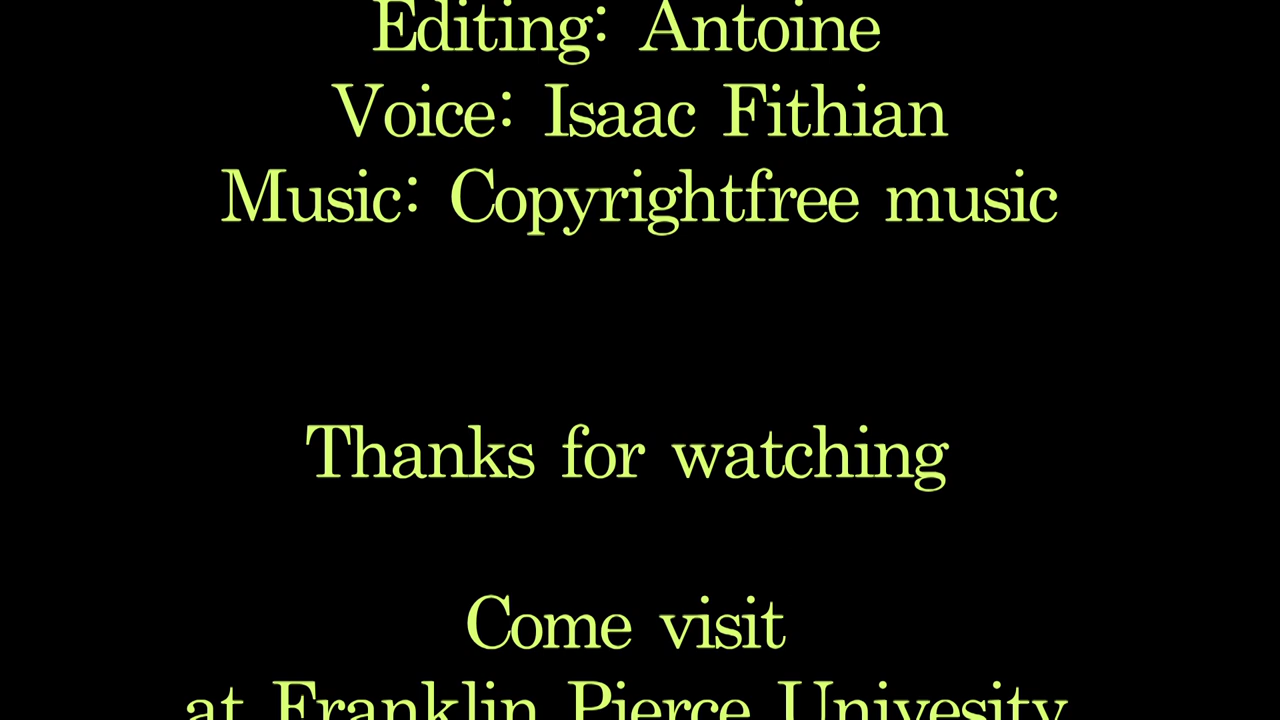 Editing: Antoine
Voice: Isaac Fithian
Music: Copyrightfree music
Thanks for watching
Come visit
at Franklin Pierce Univesity